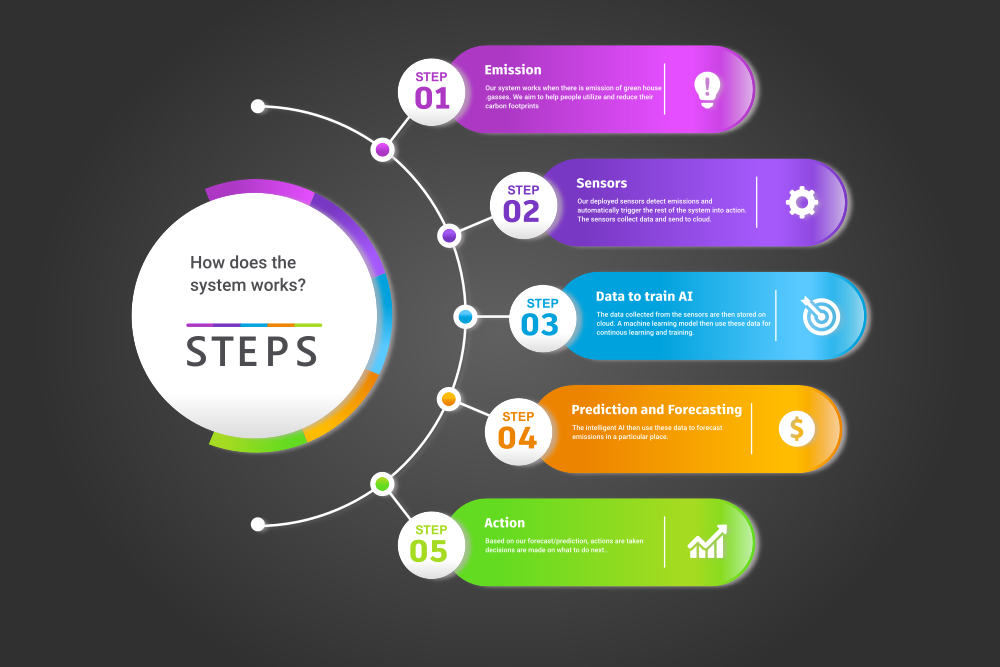 How does the
system works?
STEPS
STEP
01
Emission
Our system works when there is emission of green house
.gasses. We aim to help people utilize and reduce their
carbon footprints
STEP
02
Sensors
Our deployed sensors detect emissions and
automatically trigger the rest of the system into action.
The sensors collect data and send to cloud.
STEP
03
Data to train AI
The data collected from the sensors are then stored on
cloud. A machine learning model then use these data for
continous learning and training.
STEP
04
Prediction and Forecasting
The intelligent AI then use these data to forecast
emissions in a particular place.
$
STEP
05
Action
Based on our forecast/prediction, actions are taken
decisions are made on what to do next..